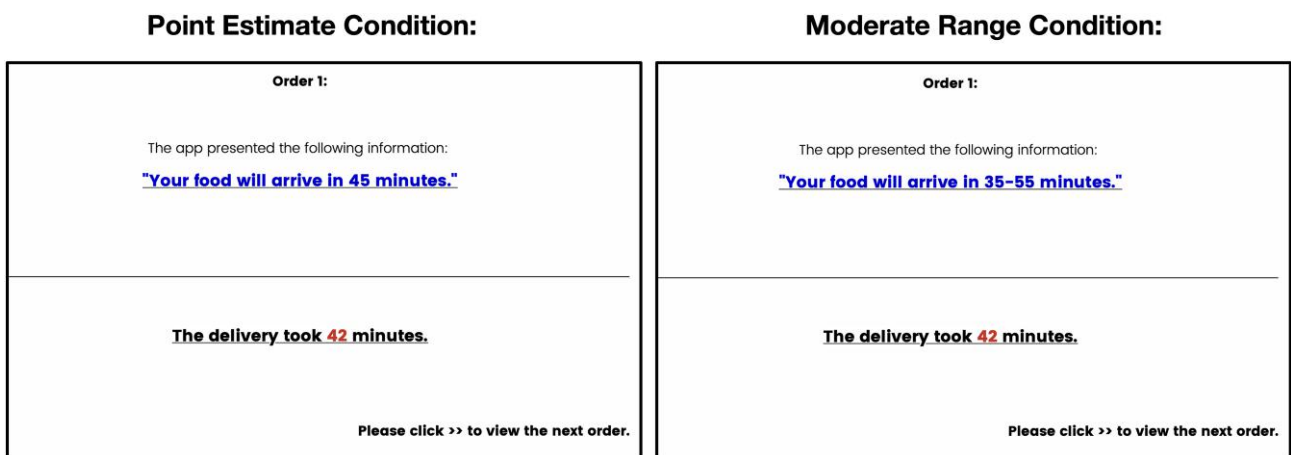 Point Estimate Condition:
Order 1:
The app presented the following information:
"Your food will arrive in 45 minutes."
The delivery took 42 minutes.
Please click >> to view the next order.
Moderate Range Condition:
Order 1:
The app presented the following information:
"Your food will arrive in 35-55 minutes."
The delivery took 42 minutes.
Please click >> to view the next order.